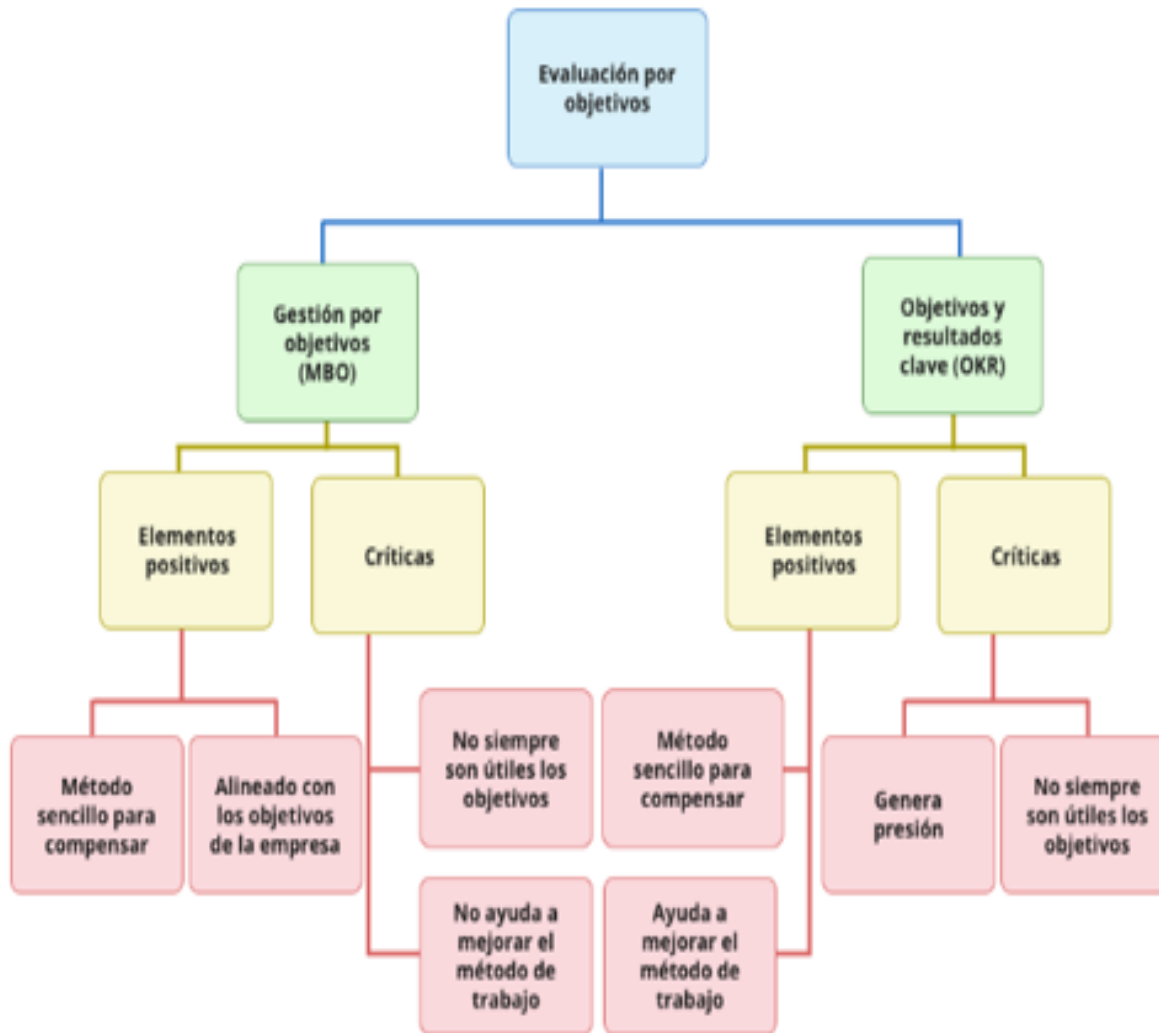 Evaluación por
objetivos
Gestión por
objetivos
(MBO)
Objetivos y
resultados
clave (OKR)
Elementos
positivos
Críticas
Elementos
positivos
Críticas
Método
sencillo para
compensar
Alineado con
los objetivos
de la empresa
No siempre
son útiles los
objetivos
No ayuda a
mejorar el
método de
trabajo
Método
sencillo para
compensar
Ayuda a
mejorar el
método de
trabajo
Genera
presión
No siempre
son útiles los
objetivos